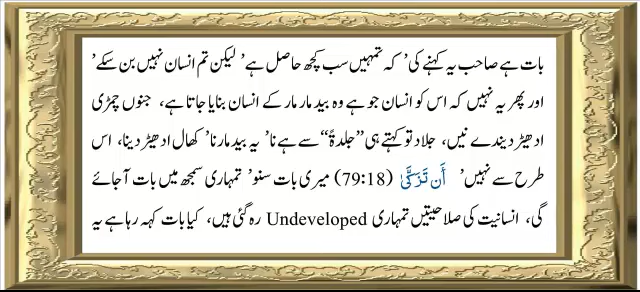 بات ہے صاحب یہ کہنے کی’ کہ تمہیں سب کچھ حاصل ہے’ لیکن تم انسان نہیں بن سکے’
اور پھر یہ نہیں کہ اس کو انسان جو ہے وہ بید مار مار کے انسان بنایا جاتا ہے، جنوں چمڑی
ادھیڑ دیندے نیں، جلاد تو کہتے ہی ”جلدۃً“ سے ہے نا’ یہ بید مارنا’ کھال ادھیڑ دینا، اس
طرح سے نہیں’ أَن تَزَكَّىٰ (79:18) میری بات سنو’ تمہاری سمجھ میں بات آجائے
گی، انسانیت کی صلاحیتیں تمہاری Undeveloped رہ گئی ہیں، کیا بات کہہ رہا ہے یہ